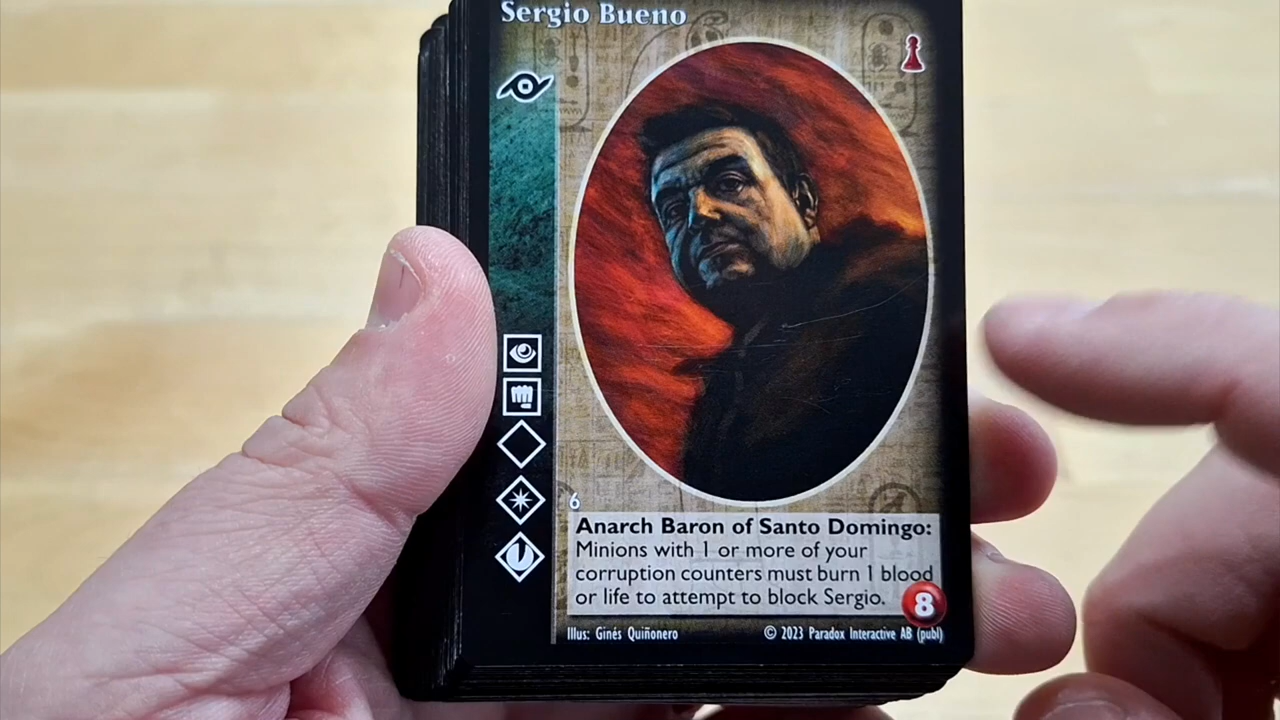 Sergio Bueno
6
Anarch Baron of Santo Domingo:
Minions with 1 or more of your
corruption counters must burn 1 blood
or life to attempt to block Sergio.
8
Illus: Ginés Quiñonero © 2023 Paradox Interactive AB (publ)